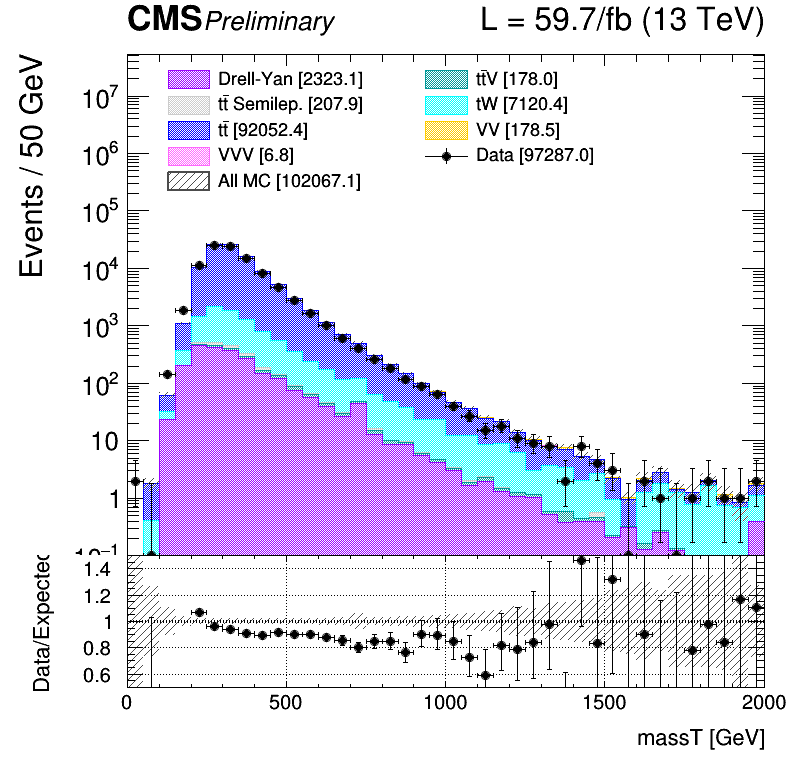 CMS Preliminary L = 59.7/fb (13 TeV)
Events / 50 GeV
Drell-Yan [2323.1]
tt̄ Semilep. [207.9]
tt̄ [92052.4]
VVV [6.8]
All MC [102067.1]
tt̄V [178.0]
tW [7120.4]
VV [178.5]
Data [97287.0]
10⁷
10⁶
10⁵
10⁴
10³
10²
10
1
10⁻¹
Data/Expected
1.4
1.2
1
0.8
0.6
0 500 1000 1500 2000
massT [GeV]